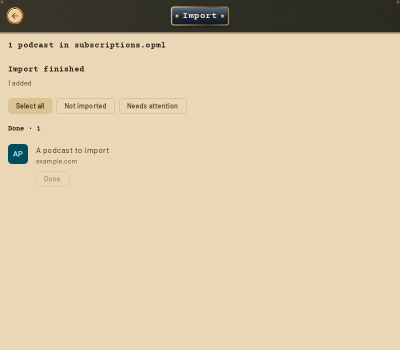 Import
1 podcast in subscriptions.opml
Import finished
1 added
Select all
Not imported
Needs attention
Done · 1
AP
A podcast to import
example.com
Done